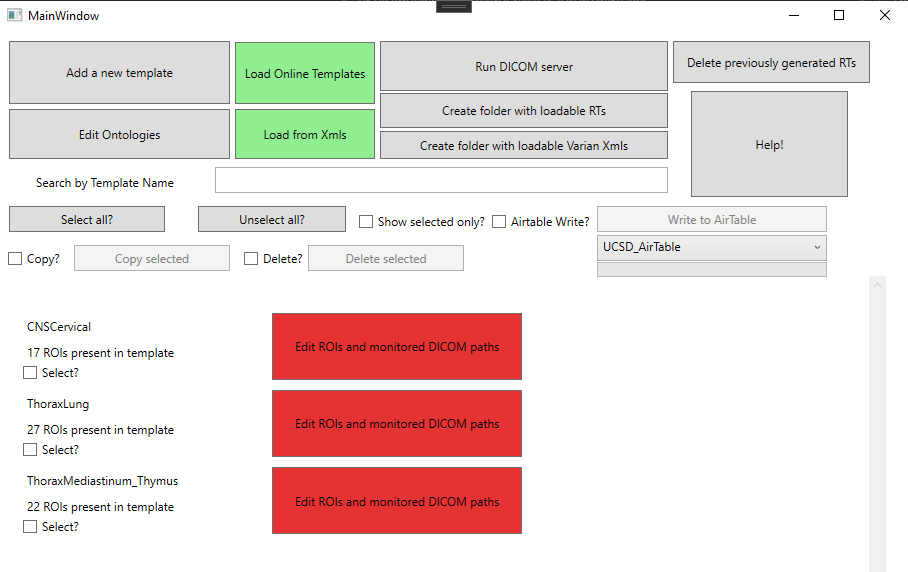 MainWindow
Add a new template
Load Online Templates
Run DICOM server
Delete previously generated RTs
Create folder with loadable RTs
Edit Ontologies
Load from Xmls
Create folder with loadable Varian Xmls
Help!
Search by Template Name
Select all?
Unselect all?
Show selected only?
Airtable Write?
Write to AirTable
UCSD_AirTable
Copy?
Copy selected
Delete?
Delete selected
CNSCervical
17 ROIs present in template
Select?
Edit ROIs and monitored DICOM paths
ThoraxLung
27 ROIs present in template
Select?
Edit ROIs and monitored DICOM paths
ThoraxMediastinum_Thymus
22 ROIs present in template
Select?
Edit ROIs and monitored DICOM paths